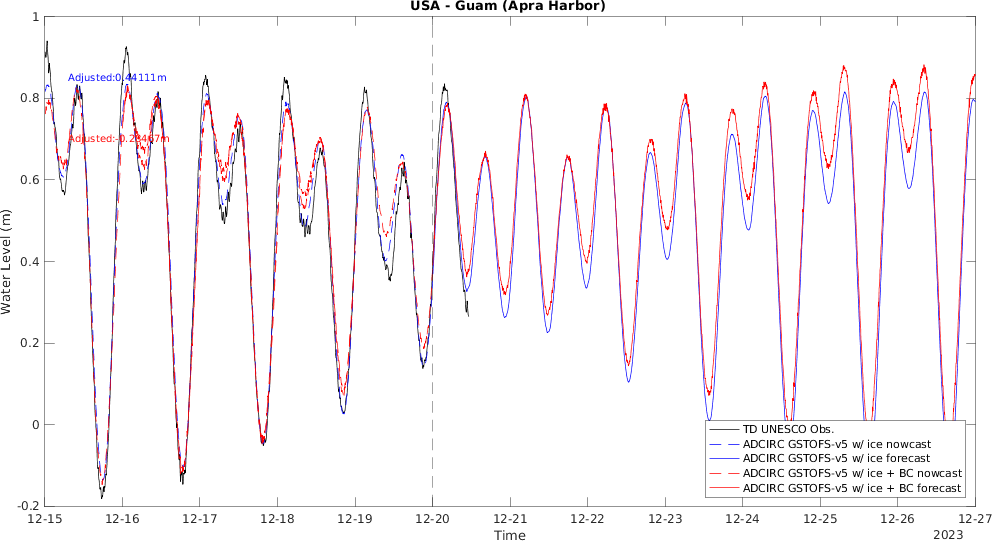 USA - Guam (Apra Harbor)
1
0.8
0.6
0.4
0.2
0
-0.2
Water Level (m)
Adjusted:0.44111m
12-15
12-16
12-17
12-18
12-19
12-20
12-21
12-22
12-23
12-24
12-25
12-26
12-27
Time
2023
TD UNESCO Obs.
ADCIRC GSTOFS-v5 w/ ice nowcast
ADCIRC GSTOFS-v5 w/ ice forecast
ADCIRC GSTOFS-v5 w/ ice + BC nowcast
ADCIRC GSTOFS-v5 w/ ice + BC forecast